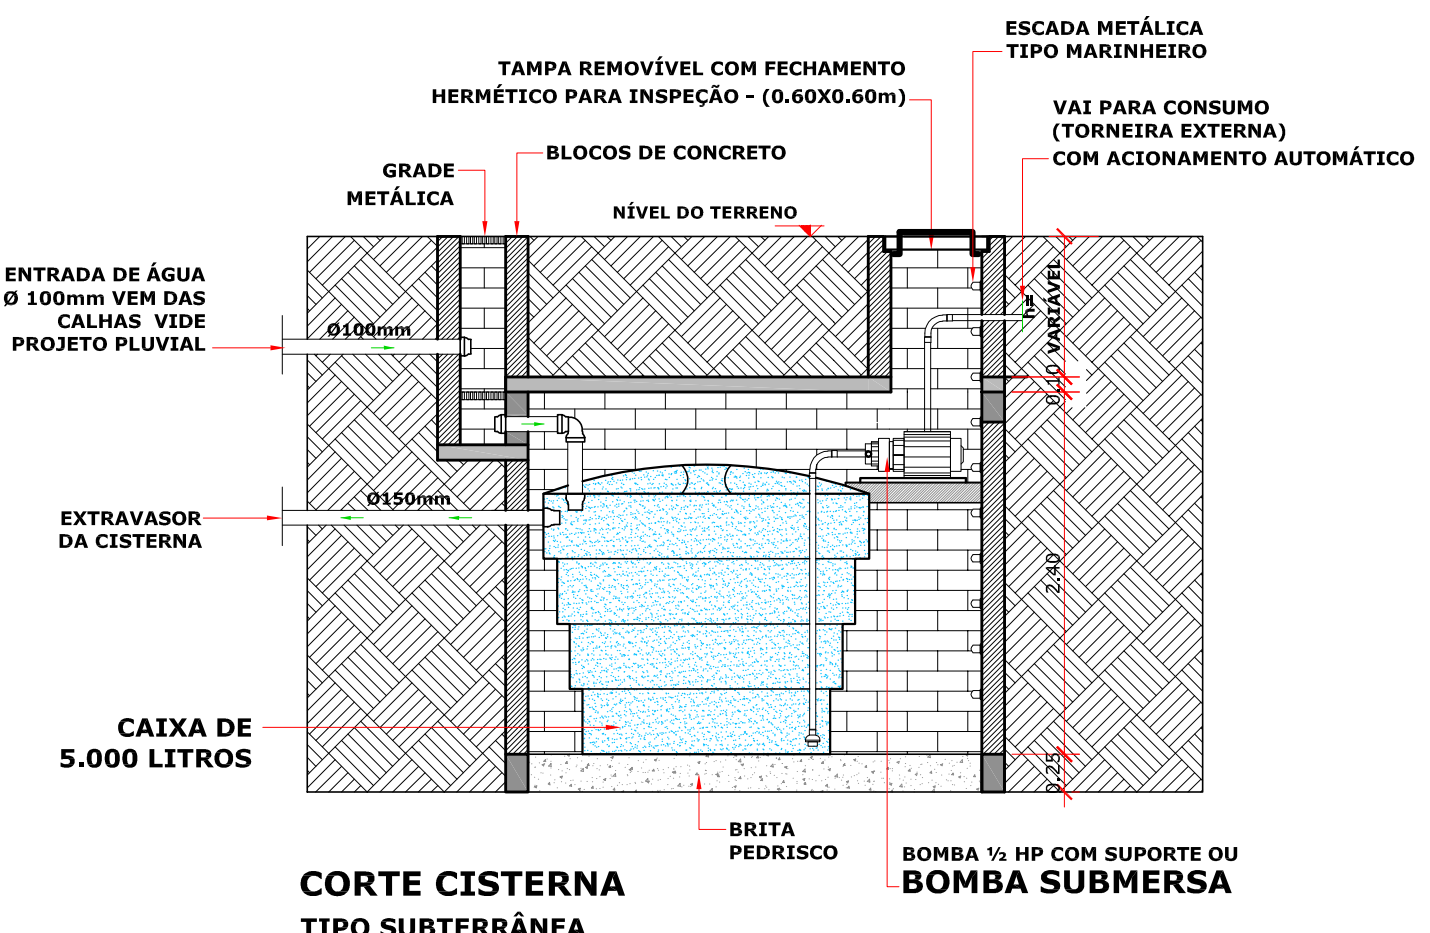 ESCADA METÁLICA
TIPO MARINHEIRO
TAMPA REMOVÍVEL COM FECHAMENTO
HERMÉTICO PARA INSPEÇÃO - (0.60X0.60m)
VAI PARA CONSUMO
(TORNEIRA EXTERNA)
COM ACIONAMENTO AUTOMÁTICO
BLOCOS DE CONCRETO
GRADE
METÁLICA
NÍVEL DO TERRENO
ENTRADA DE ÁGUA
Ø 100mm VEM DAS
CALHAS VIDE
PROJETO PLUVIAL
Ø100mm
h=
VARIÁVEL
0.10
Ø150mm
EXTRAVASOR
DA CISTERNA
2.40
CAIXA DE
5.000 LITROS
0.25
BRITA
PEDRISCO
BOMBA ½ HP COM SUPORTE OU
BOMBA SUBMERSA
CORTE CISTERNA
TIPO SUBTERRÂNEA